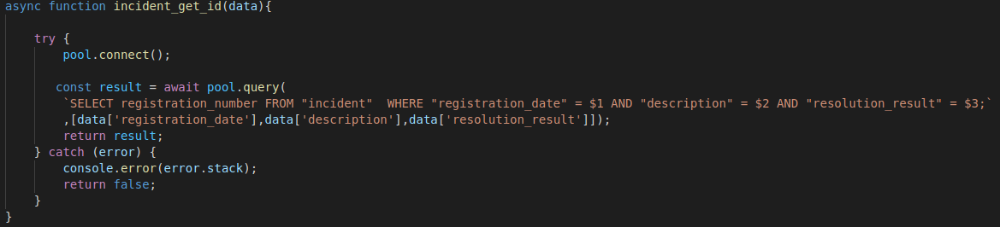 async function incident_get_id(data){
try {
pool.connect();
const result = await pool.query(
`SELECT registration_number FROM "incident"  WHERE "registration_date" = $1 AND "description" = $2 AND "resolution_result" = $3;`
,[data['registration_date'],data['description'],data['resolution_result']]);
return result;
} catch (error) {
console.error(error.stack);
return false;
}
}